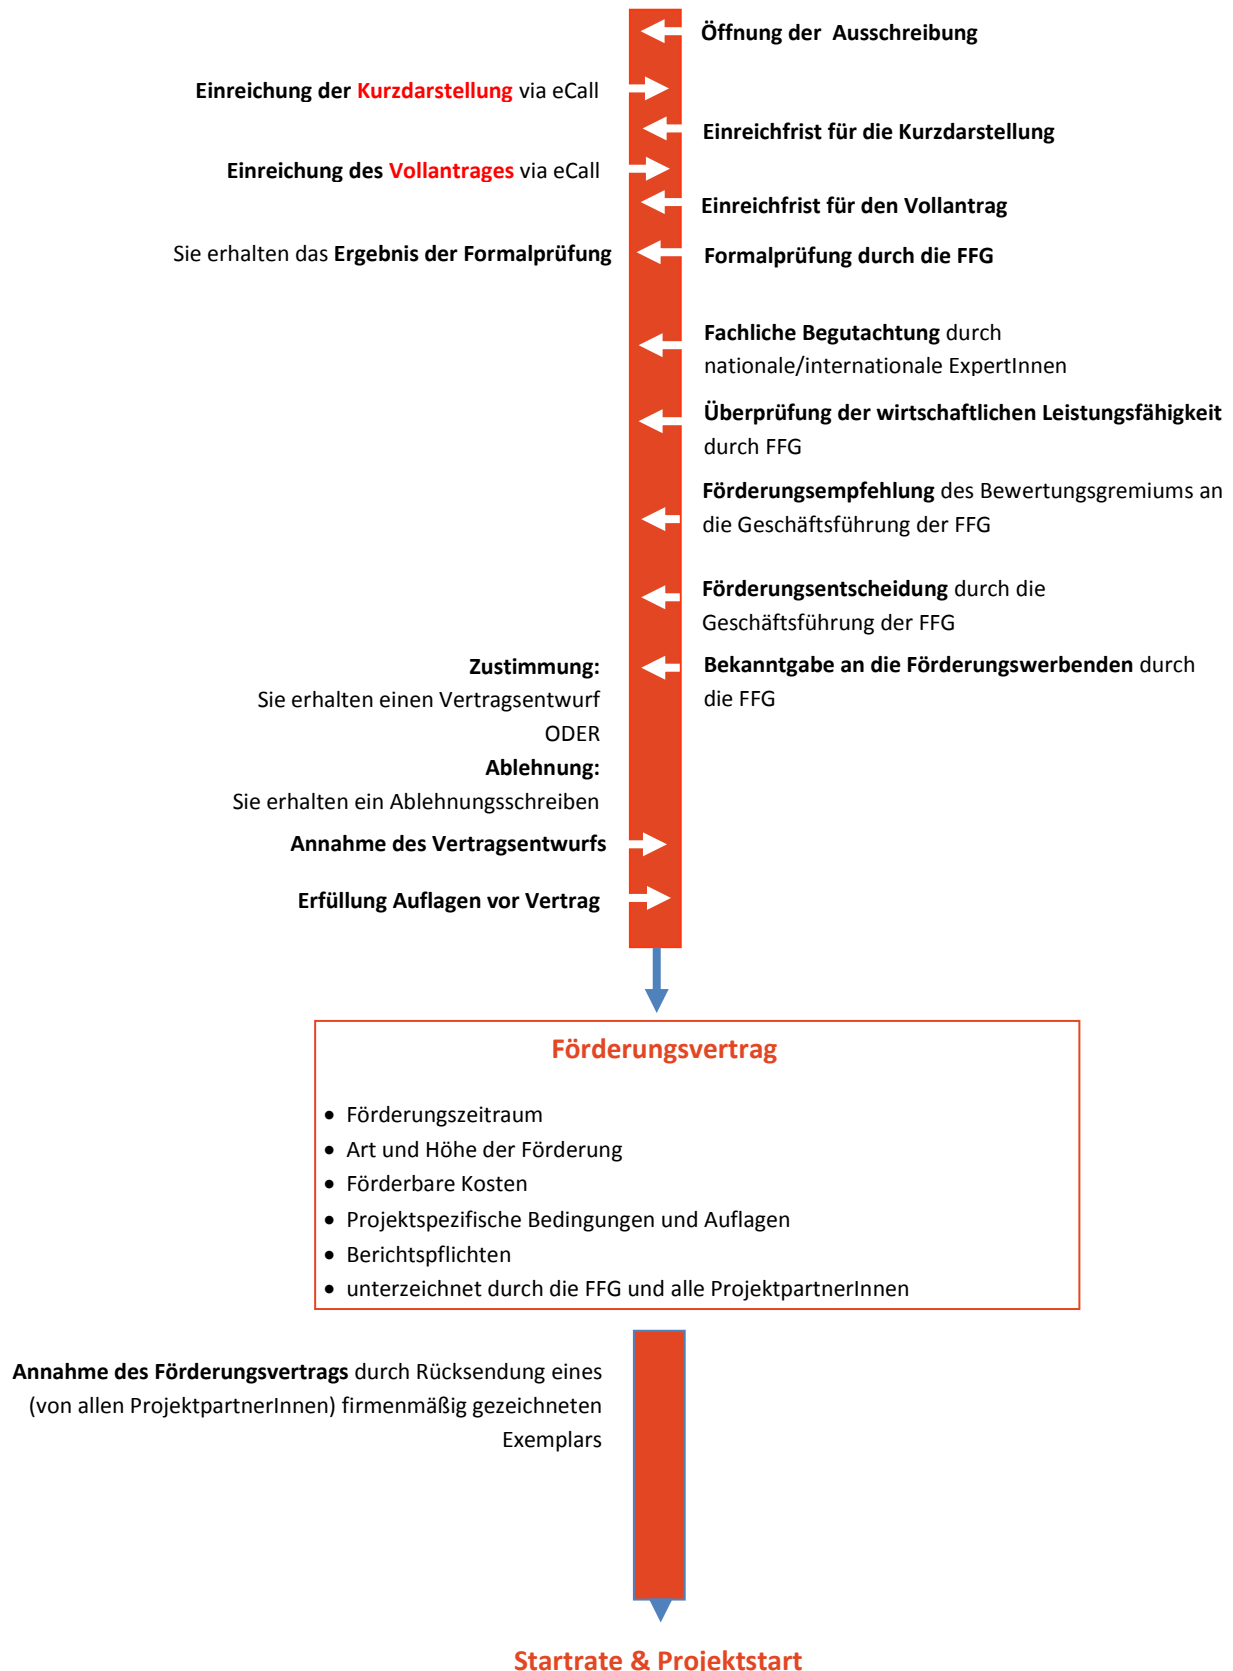 Öffnung der Ausschreibung
Einreichung der Kurzdarstellung via eCall
Einreichfrist für die Kurzdarstellung
Einreichung des Vollantrages via eCall
Einreichfrist für den Vollantrag
Sie erhalten das Ergebnis der Formalprüfung
Formalprüfung durch die FFG
Fachliche Begutachtung durch
nationale/internationale ExpertInnen
Überprüfung der wirtschaftlichen Leistungsfähigkeit
durch FFG
Förderungsempfehlung des Bewertungsgremiums an
die Geschäftsführung der FFG
Förderungsentscheidung durch die
Geschäftsführung der FFG
Bekanntgabe an die Förderungswerbenden durch
die FFG
Zustimmung:
Sie erhalten einen Vertragsentwurf
ODER
Ablehnung:
Sie erhalten ein Ablehnungsschreiben
Annahme des Vertragsentwurfs
Erfüllung Auflagen vor Vertrag
Förderungsvertrag
• Förderungszeitraum
• Art und Höhe der Förderung
• Förderbare Kosten
• Projektspezifische Bedingungen und Auflagen
• Berichtspflichten
• unterzeichnet durch die FFG und alle ProjektpartnerInnen
Annahme des Förderungsvertrags durch Rücksendung eines
(von allen ProjektpartnerInnen) firmenmäßig gezeichneten
Exemplars
Startrate & Projektstart